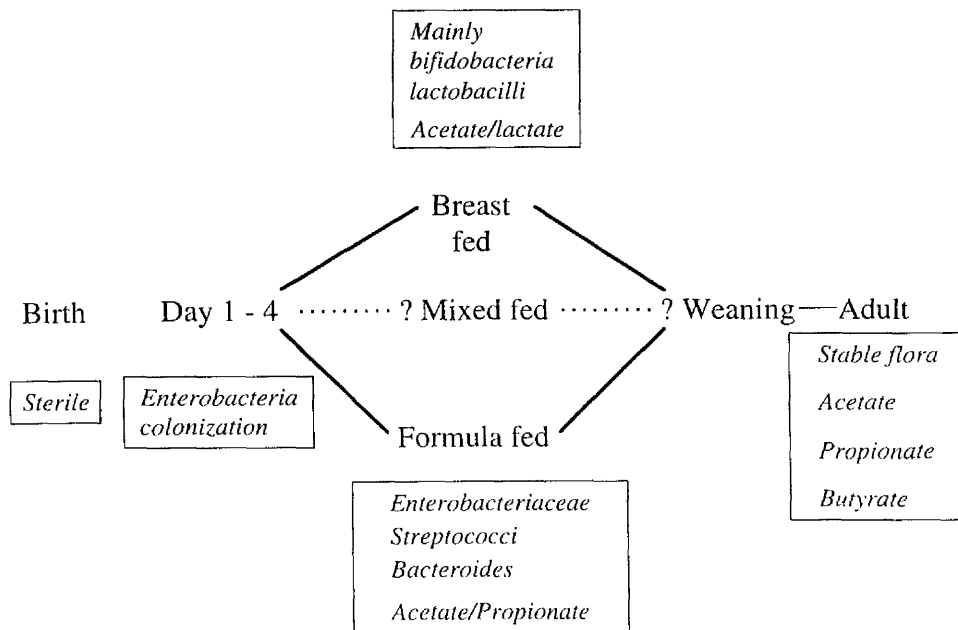 Mainly
bifidobacteria
lactobacilli
Acetate/lactate
Breast
fed
Birth
Day 1 - 4 ········· ? Mixed fed ········· ? Weaning — Adult
Sterile
Enterobacteria
colonization
Formula fed
Enterobacteriaceae
Streptococci
Bacteroides
Acetate/Propionate
Stable flora
Acetate
Propionate
Butyrate